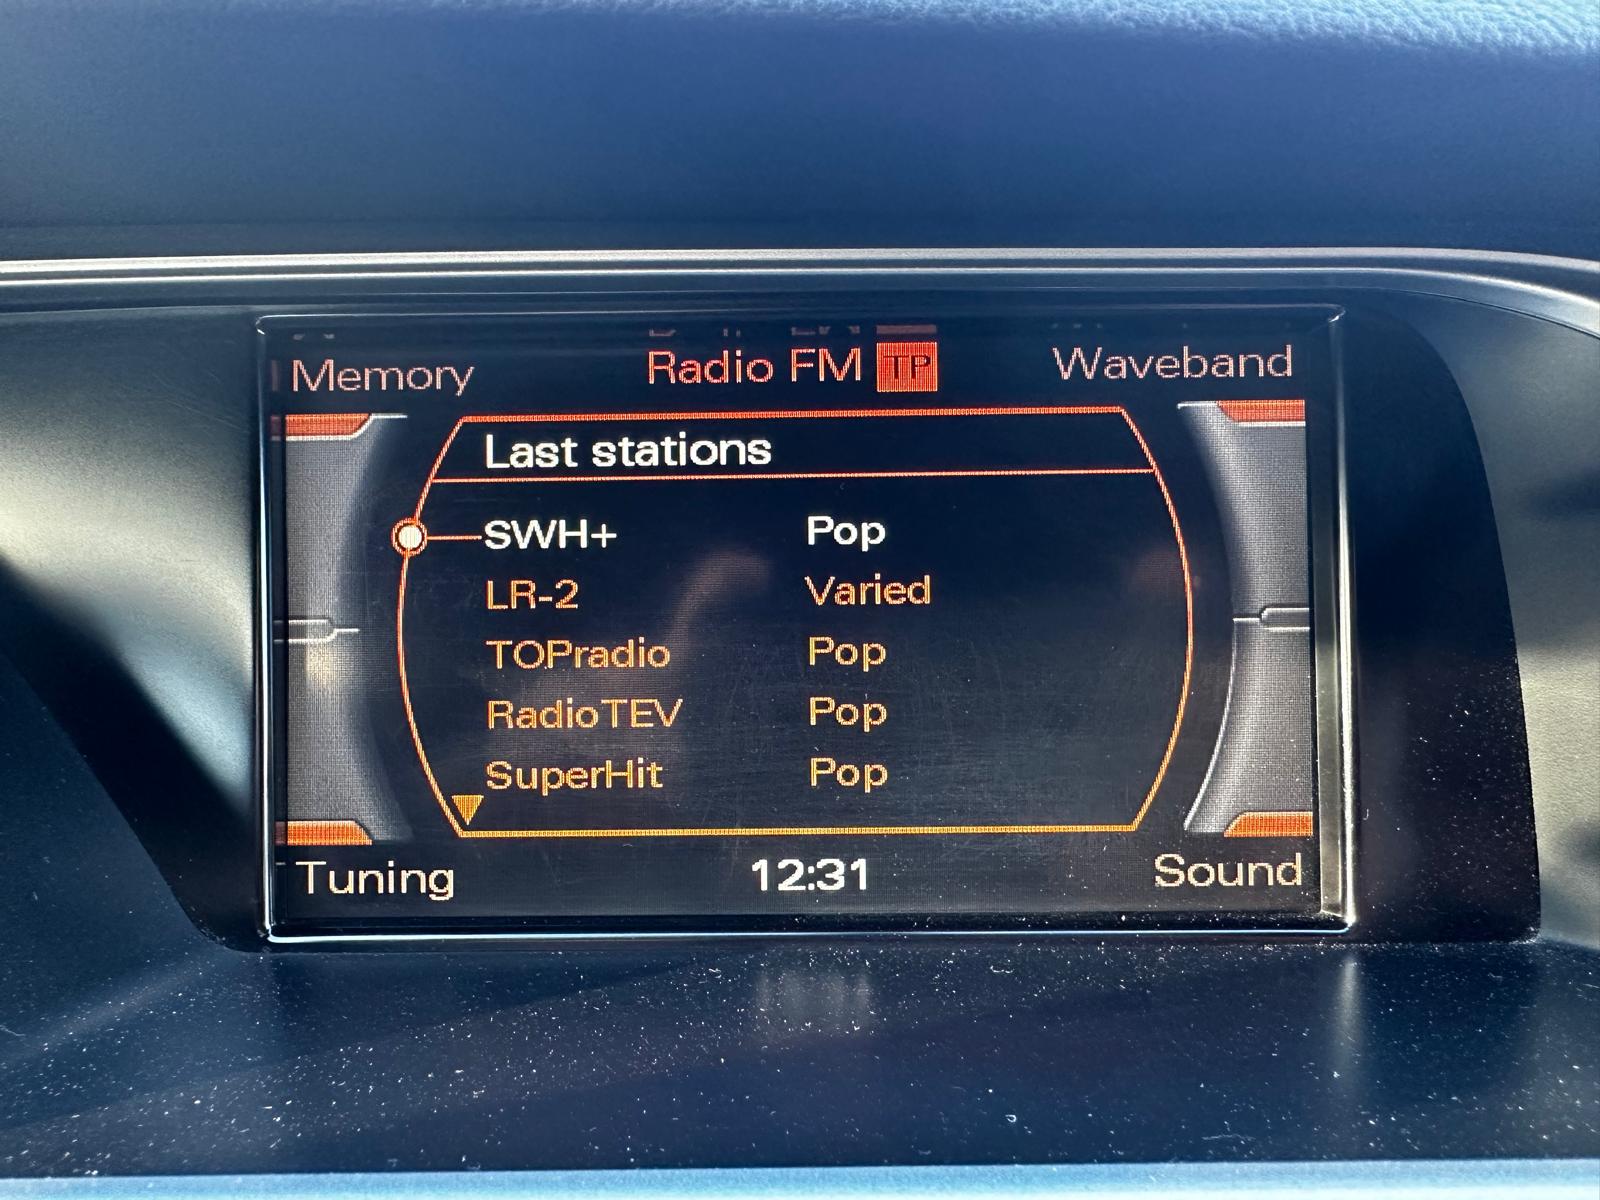 Memory Radio FM TP Waveband
Last stations
SWH+ Pop
LR-2 Varied
TOPradio Pop
RadioTEV Pop
SuperHit Pop
Tuning 12:31 Sound